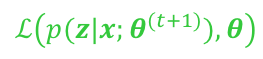 ℒ(p(𝒛|𝒙; 𝜽⁽ᵗ⁺¹⁾), 𝜽)